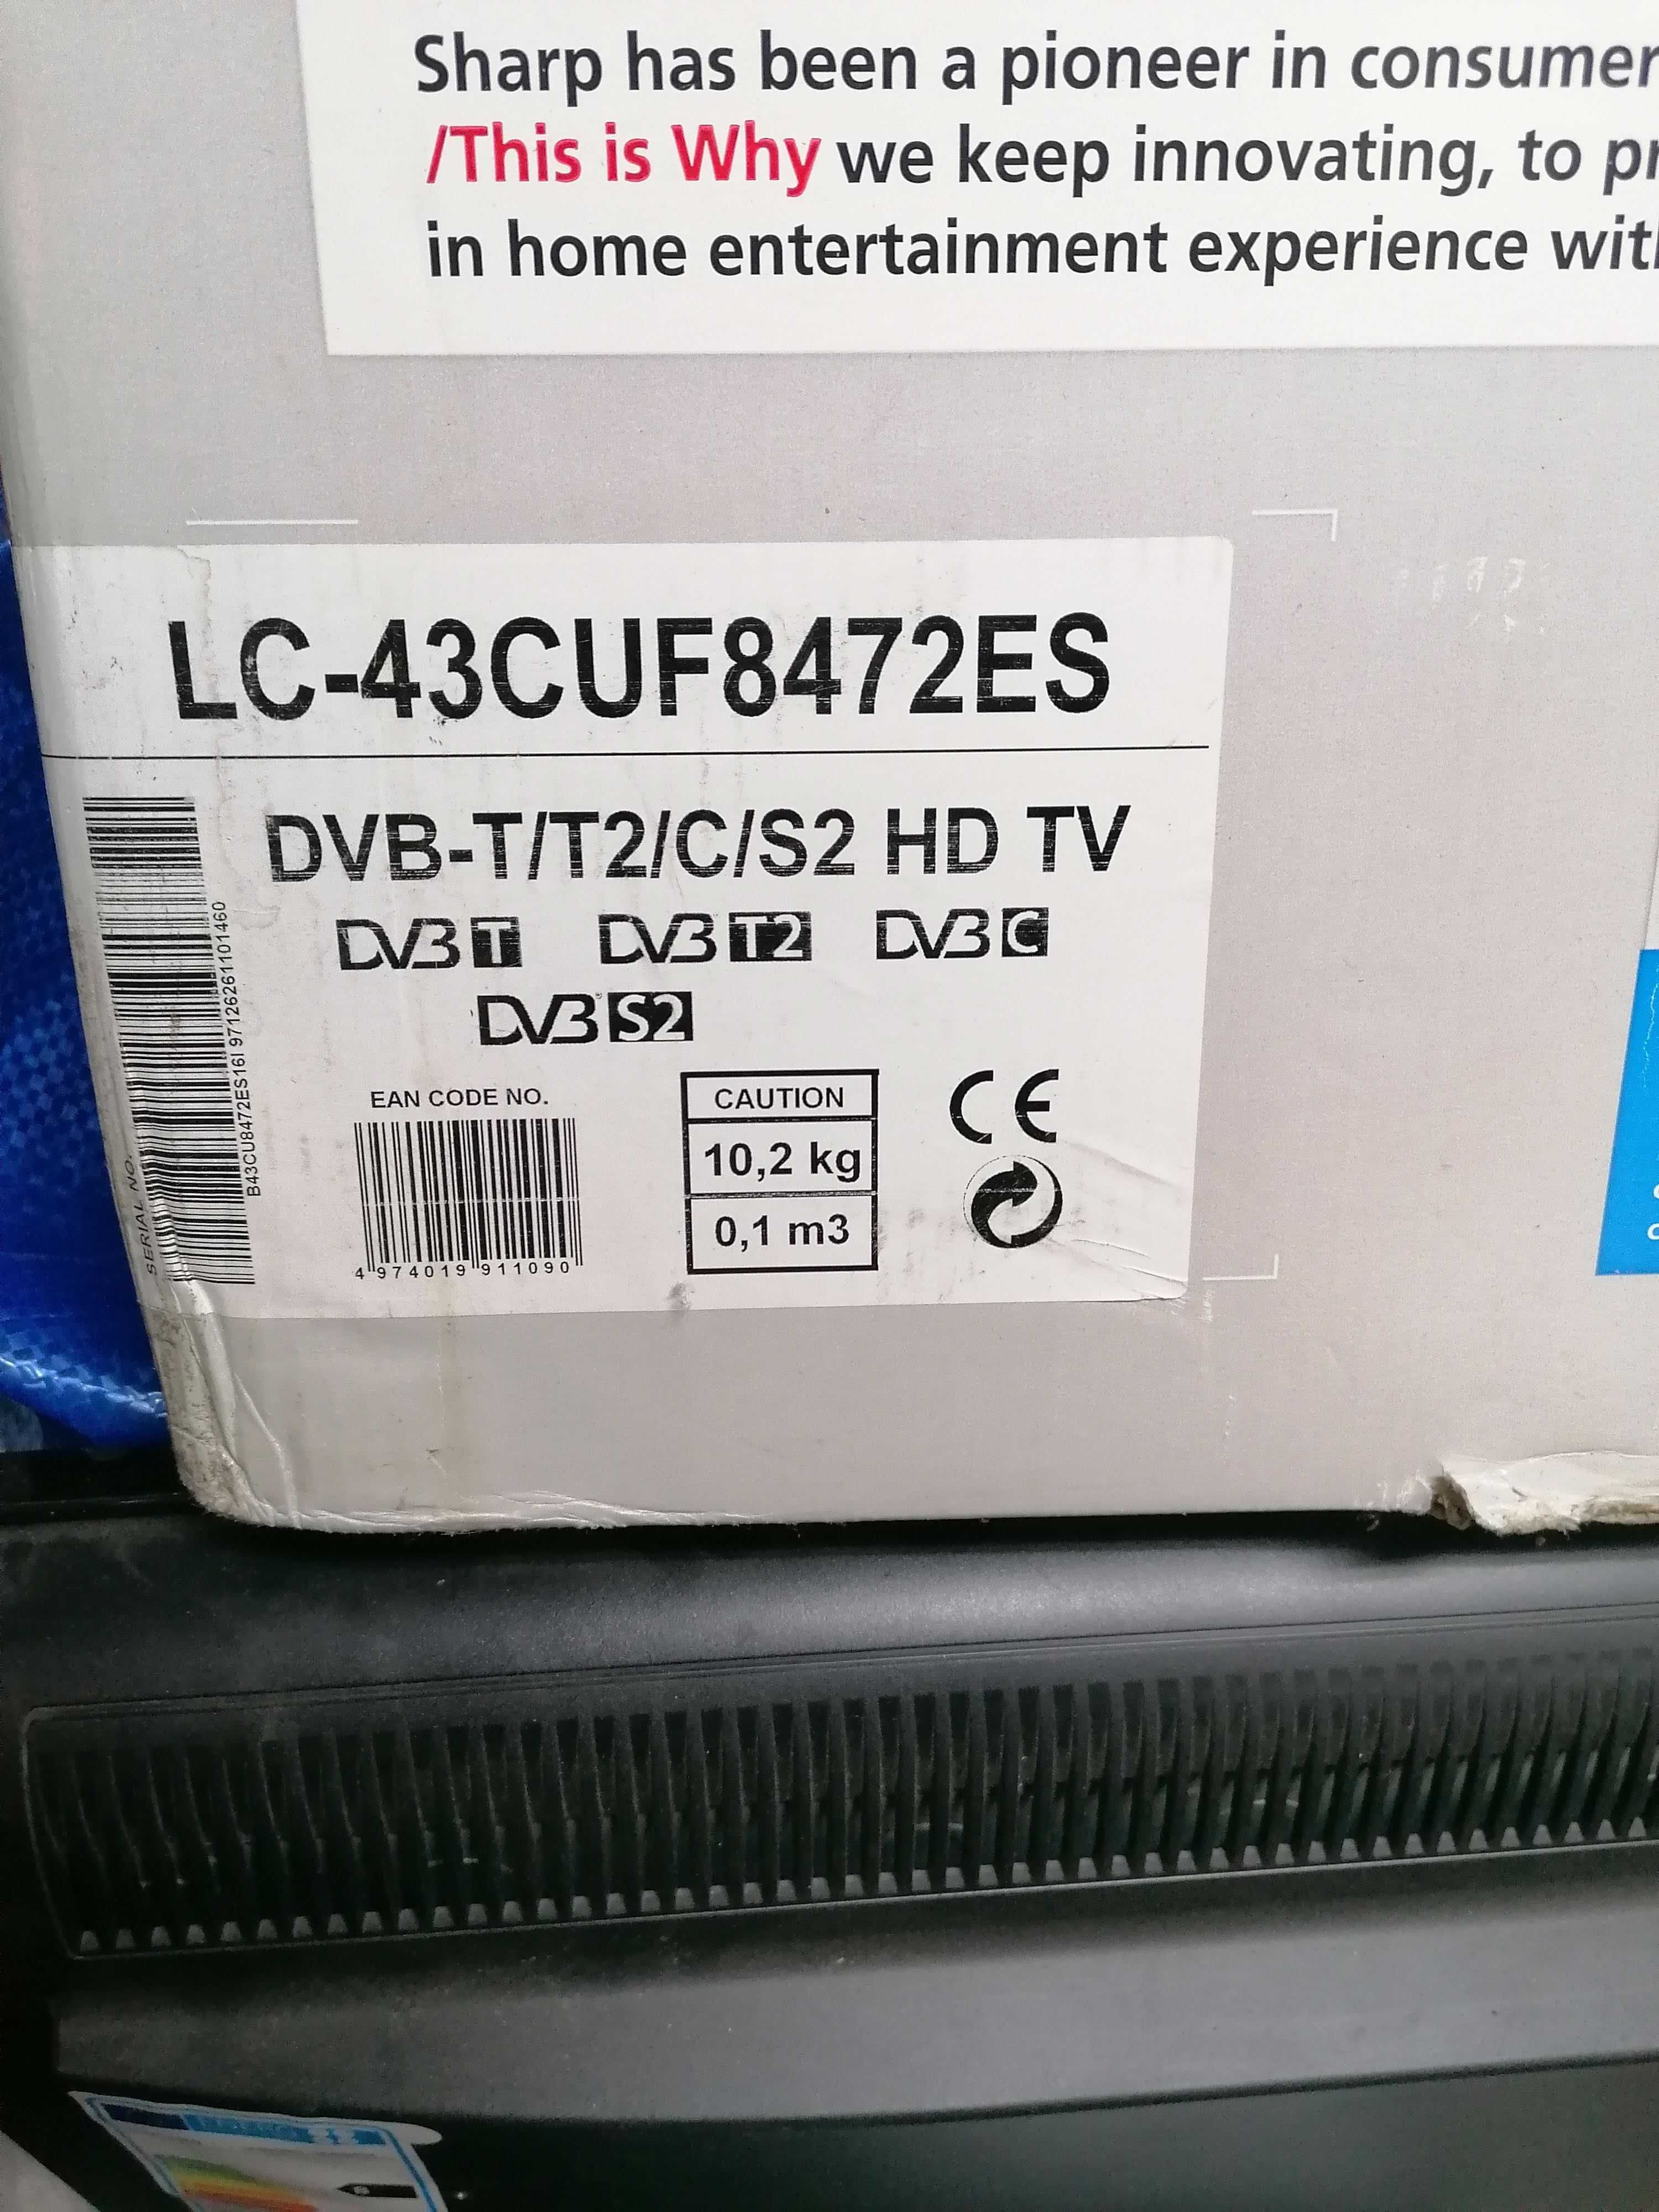 Sharp has been a pioneer in consumer
/This is Why we keep innovating, to pr
in home entertainment experience wit
LC-43CUF8472ES
DVB-T/T2/C/S2 HD TV
DVB T DVB T2 DVB C
DVB S2
SERIAL NO.
B43CU8472ES16I 97126261101460
EAN CODE NO.
4 974019 911090
CAUTION
10,2 kg
0,1 m3
CE